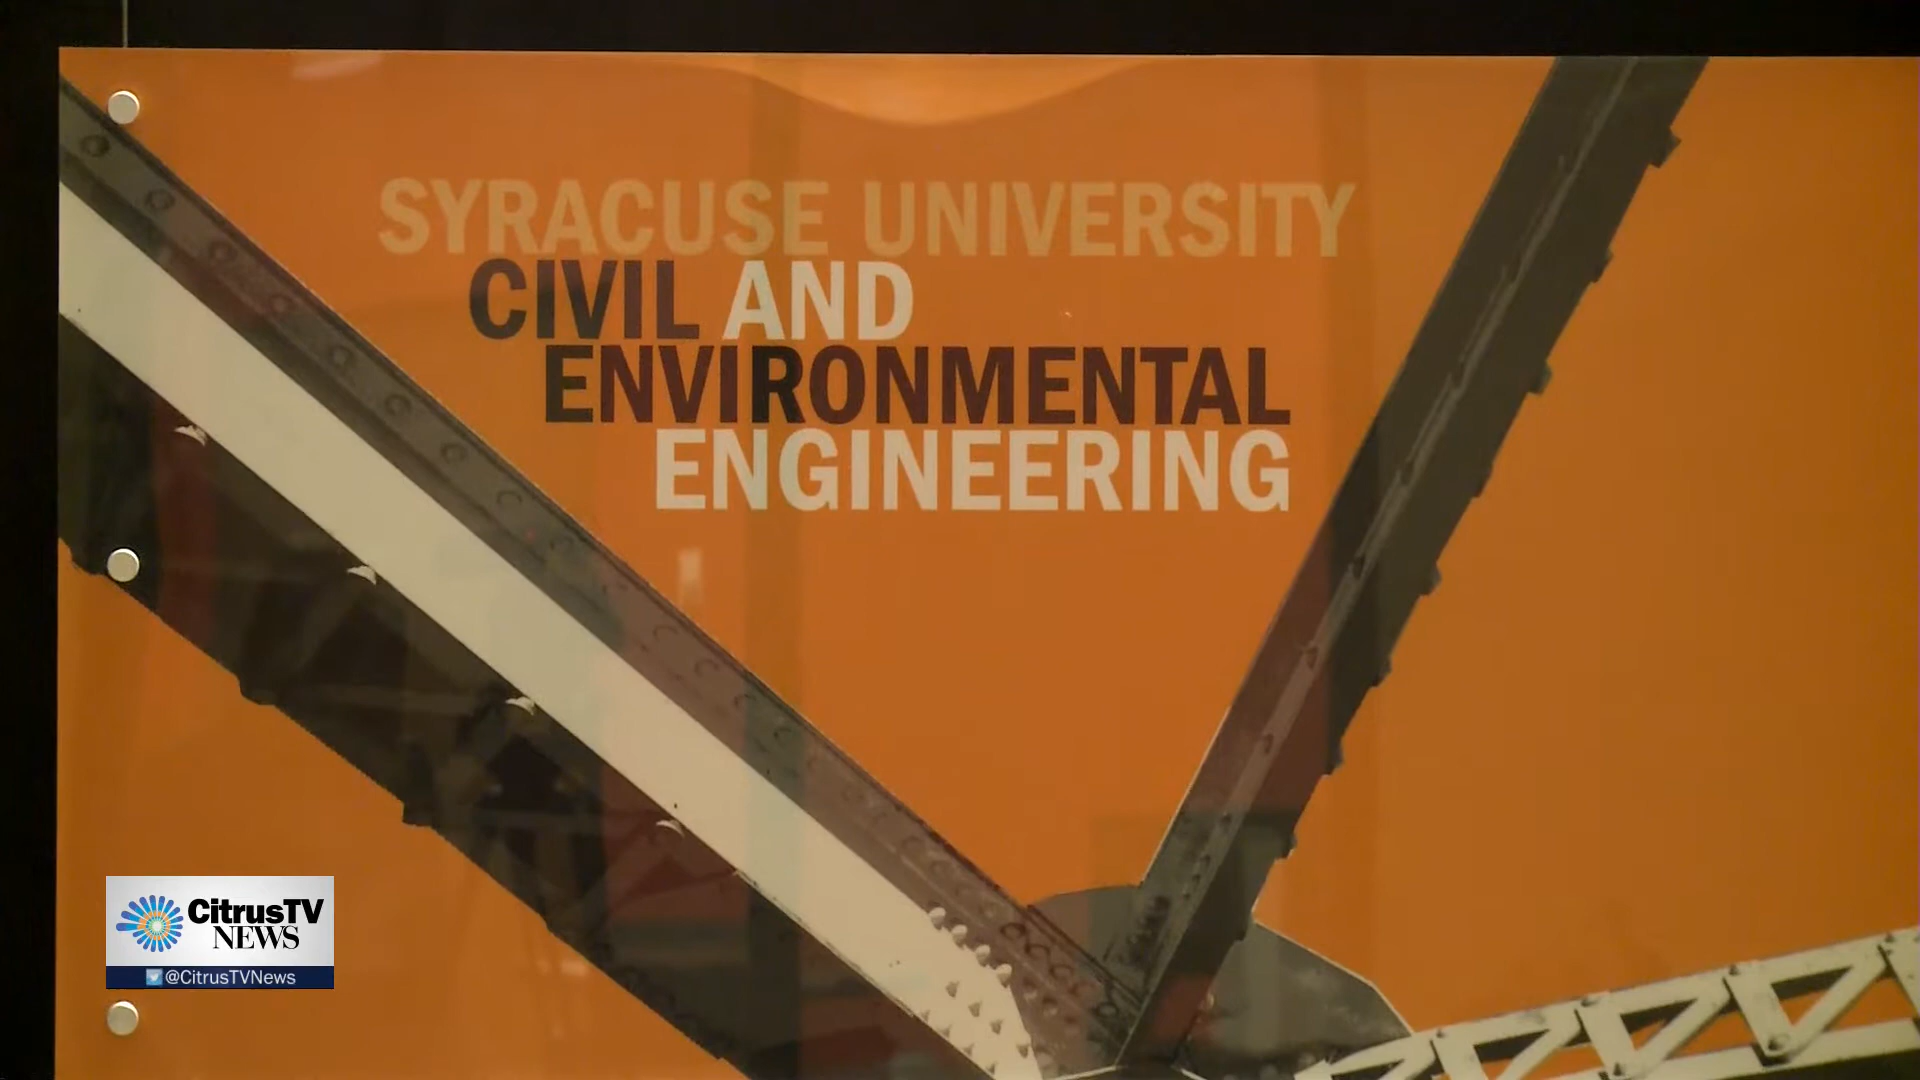 SYRACUSE UNIVERSITY
CIVIL AND
ENVIRONMENTAL
ENGINEERING
CitrusTV
NEWS
@CitrusTVNews